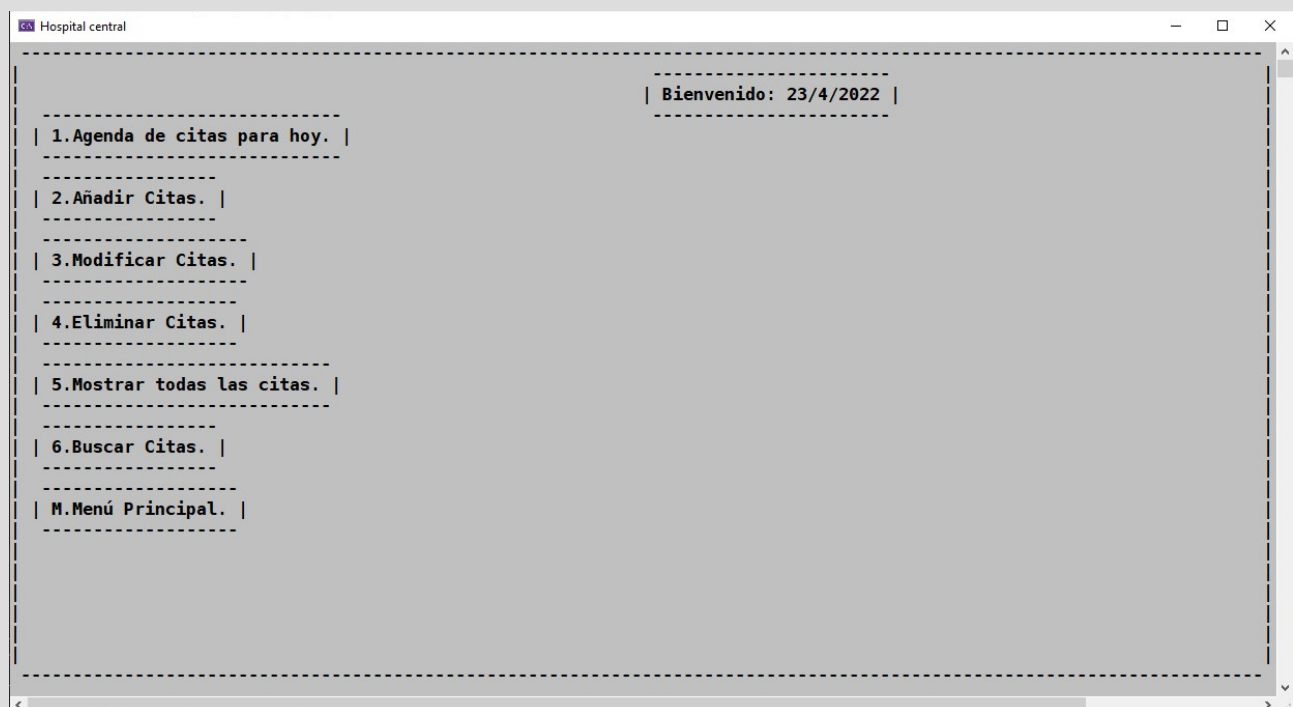 Hospital central
Bienvenido: 23/4/2022
1.Agenda de citas para hoy.
2.Añadir Citas.
3.Modificar Citas.
4.Eliminar Citas.
5.Mostrar todas las citas.
6.Buscar Citas.
M.Menú Principal.